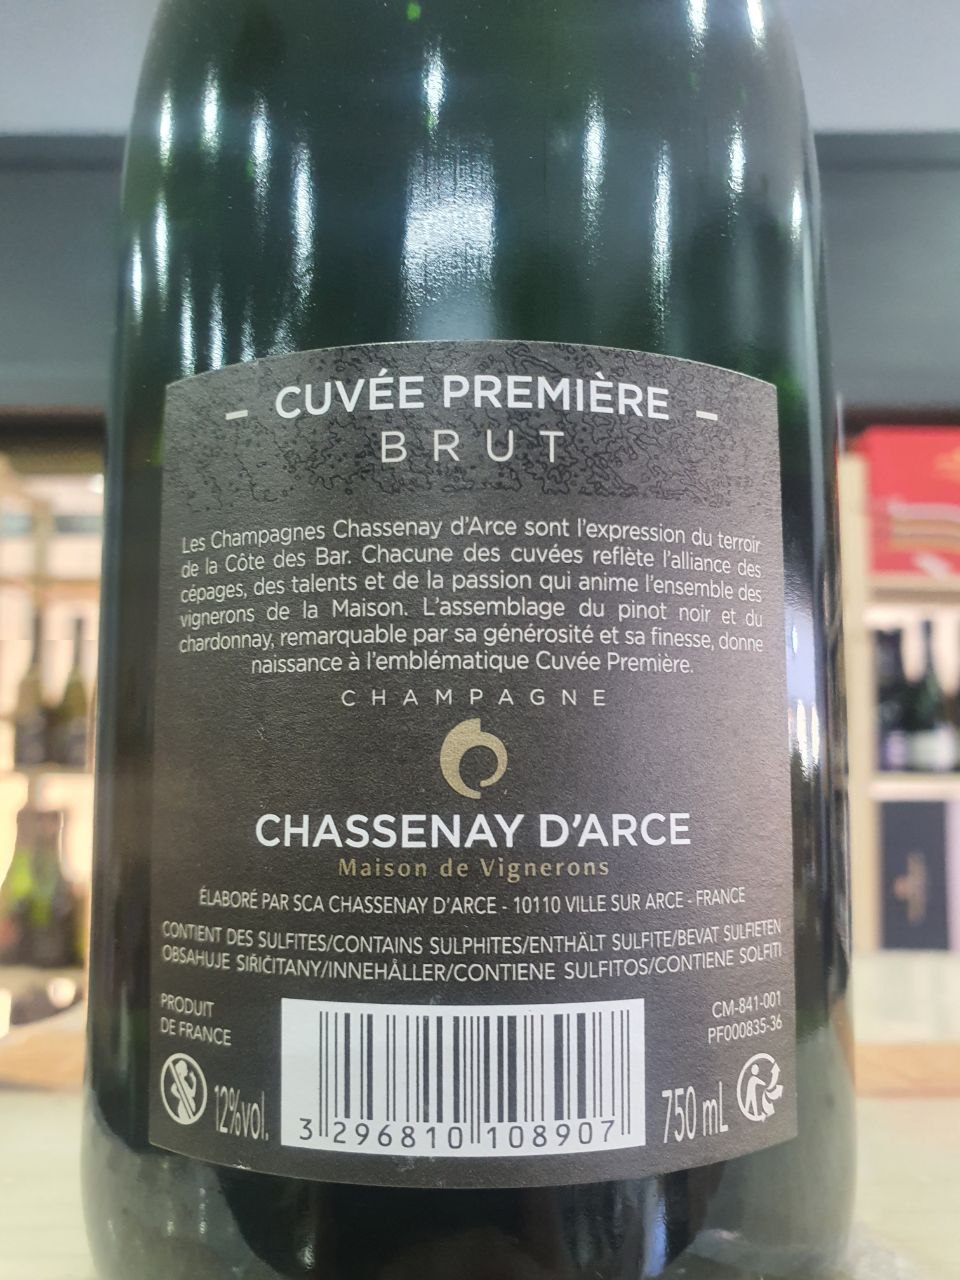 – CUVÉE PREMIÈRE –
BRUT
Les Champagnes Chassenay d'Arce sont l'expression du terroir
de la Côte des Bar. Chacune des cuvées reflète l'alliance des
cépages, des talents et de la passion qui anime l'ensemble des
vignerons de la Maison. L'assemblage du pinot noir et du
chardonnay, remarquable par sa générosité et sa finesse, donne
naissance à l'emblématique Cuvée Première.
CHAMPAGNE
CHASSENAY D'ARCE
Maison de Vignerons
ÉLABORÉ PAR SCA CHASSENAY D'ARCE - 10110 VILLE SUR ARCE - FRANCE
CONTIENT DES SULFITES/CONTAINS SULPHITES/ENTHÄLT SULFITE/BEVAT SULFIETEN
OBSAHUJE SIŘIČITANY/INNEHÅLLER/CONTIENE SULFITOS/CONTIENE SOLFITI
PRODUIT
DE FRANCE
CM-841-001
PF000835-36
12%vol.
3 296810 108907
750 mL